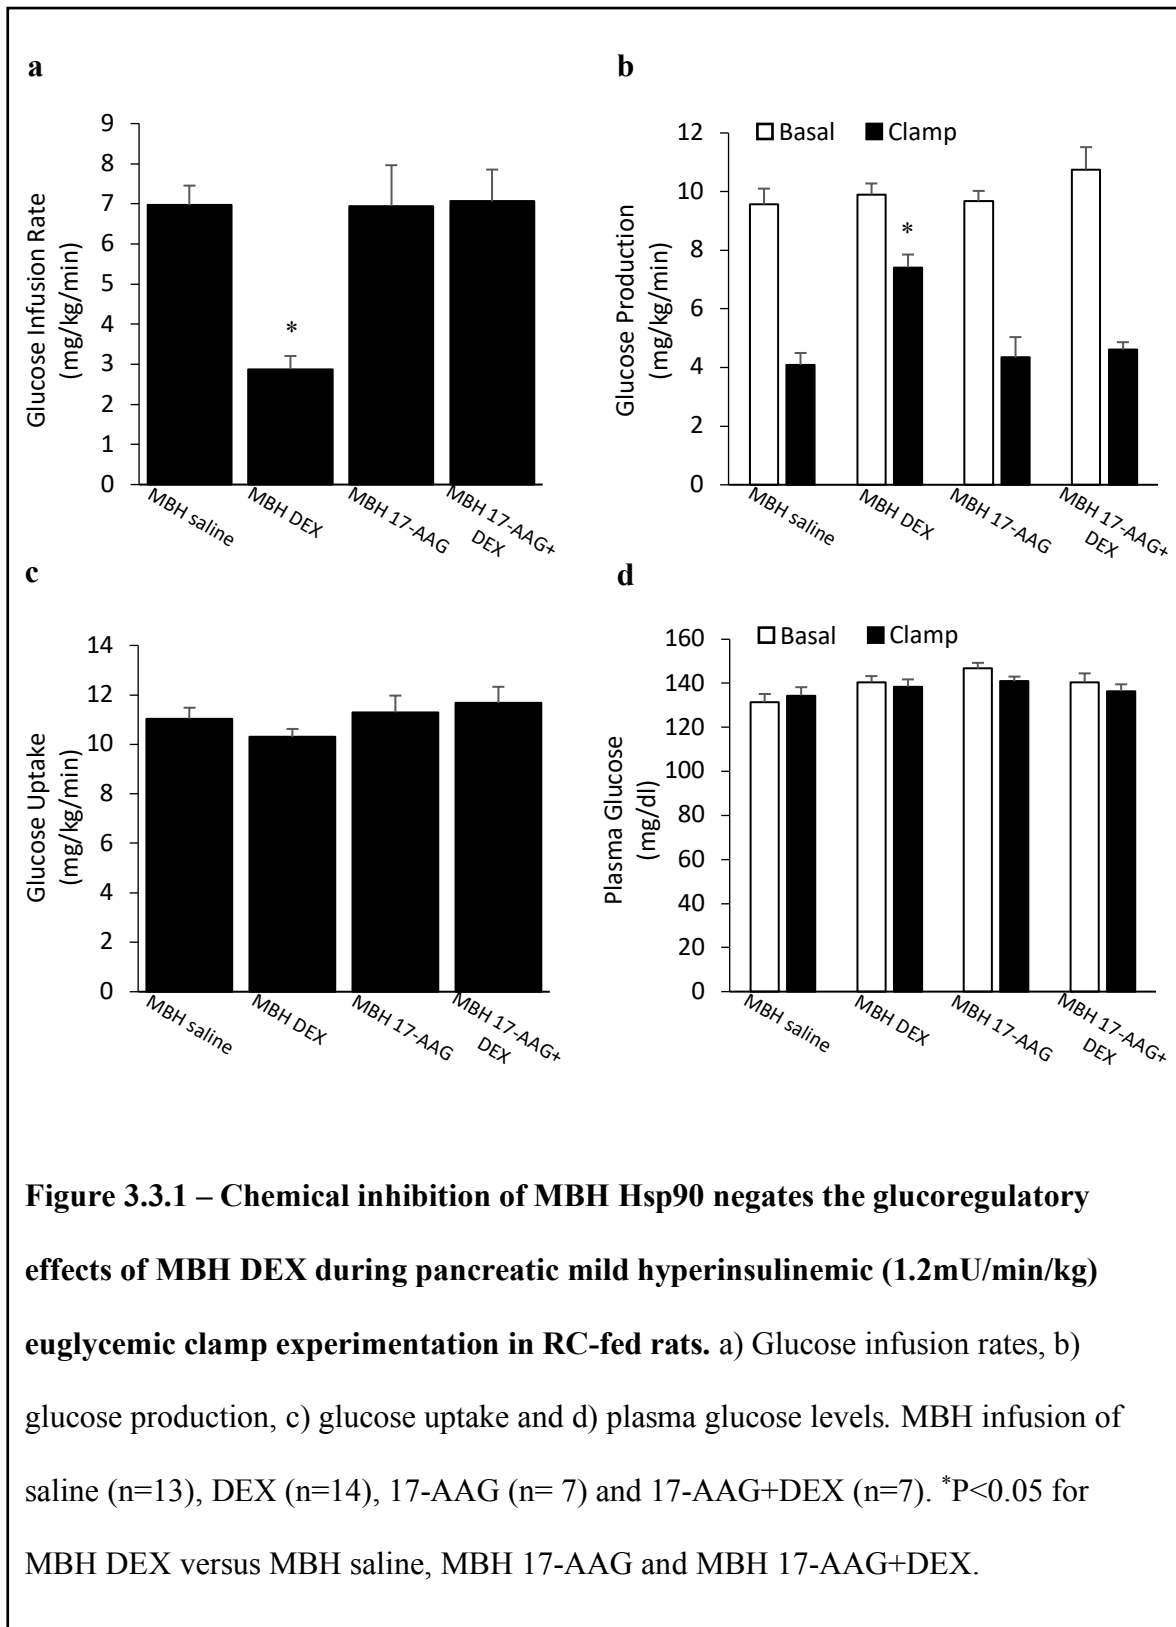 a
9
8
7
6
5
4
3
2
1
0
Glucose Infusion Rate
(mg/kg/min)
*
MBH saline
MBH DEX
MBH 17-AAG
MBH 17-AAG+
DEX
b
Basal
Clamp
12
10
8
6
4
2
0
Glucose Production
(mg/kg/min)
*
MBH saline
MBH DEX
MBH 17-AAG
MBH 17-AAG+
DEX
c
14
12
10
8
6
4
2
0
Glucose Uptake
(mg/kg/min)
MBH saline
MBH DEX
MBH 17-AAG
MBH 17-AAG+
DEX
d
Basal
Clamp
160
140
120
100
80
60
40
20
0
Plasma Glucose
(mg/dl)
MBH saline
MBH DEX
MBH 17-AAG
MBH 17-AAG+
DEX
Figure 3.3.1 – Chemical inhibition of MBH Hsp90 negates the glucoregulatory
effects of MBH DEX during pancreatic mild hyperinsulinemic (1.2mU/min/kg)
euglycemic clamp experimentation in RC-fed rats. a) Glucose infusion rates, b)
glucose production, c) glucose uptake and d) plasma glucose levels. MBH infusion of
saline (n=13), DEX (n=14), 17-AAG (n= 7) and 17-AAG+DEX (n=7). *P<0.05 for
MBH DEX versus MBH saline, MBH 17-AAG and MBH 17-AAG+DEX.